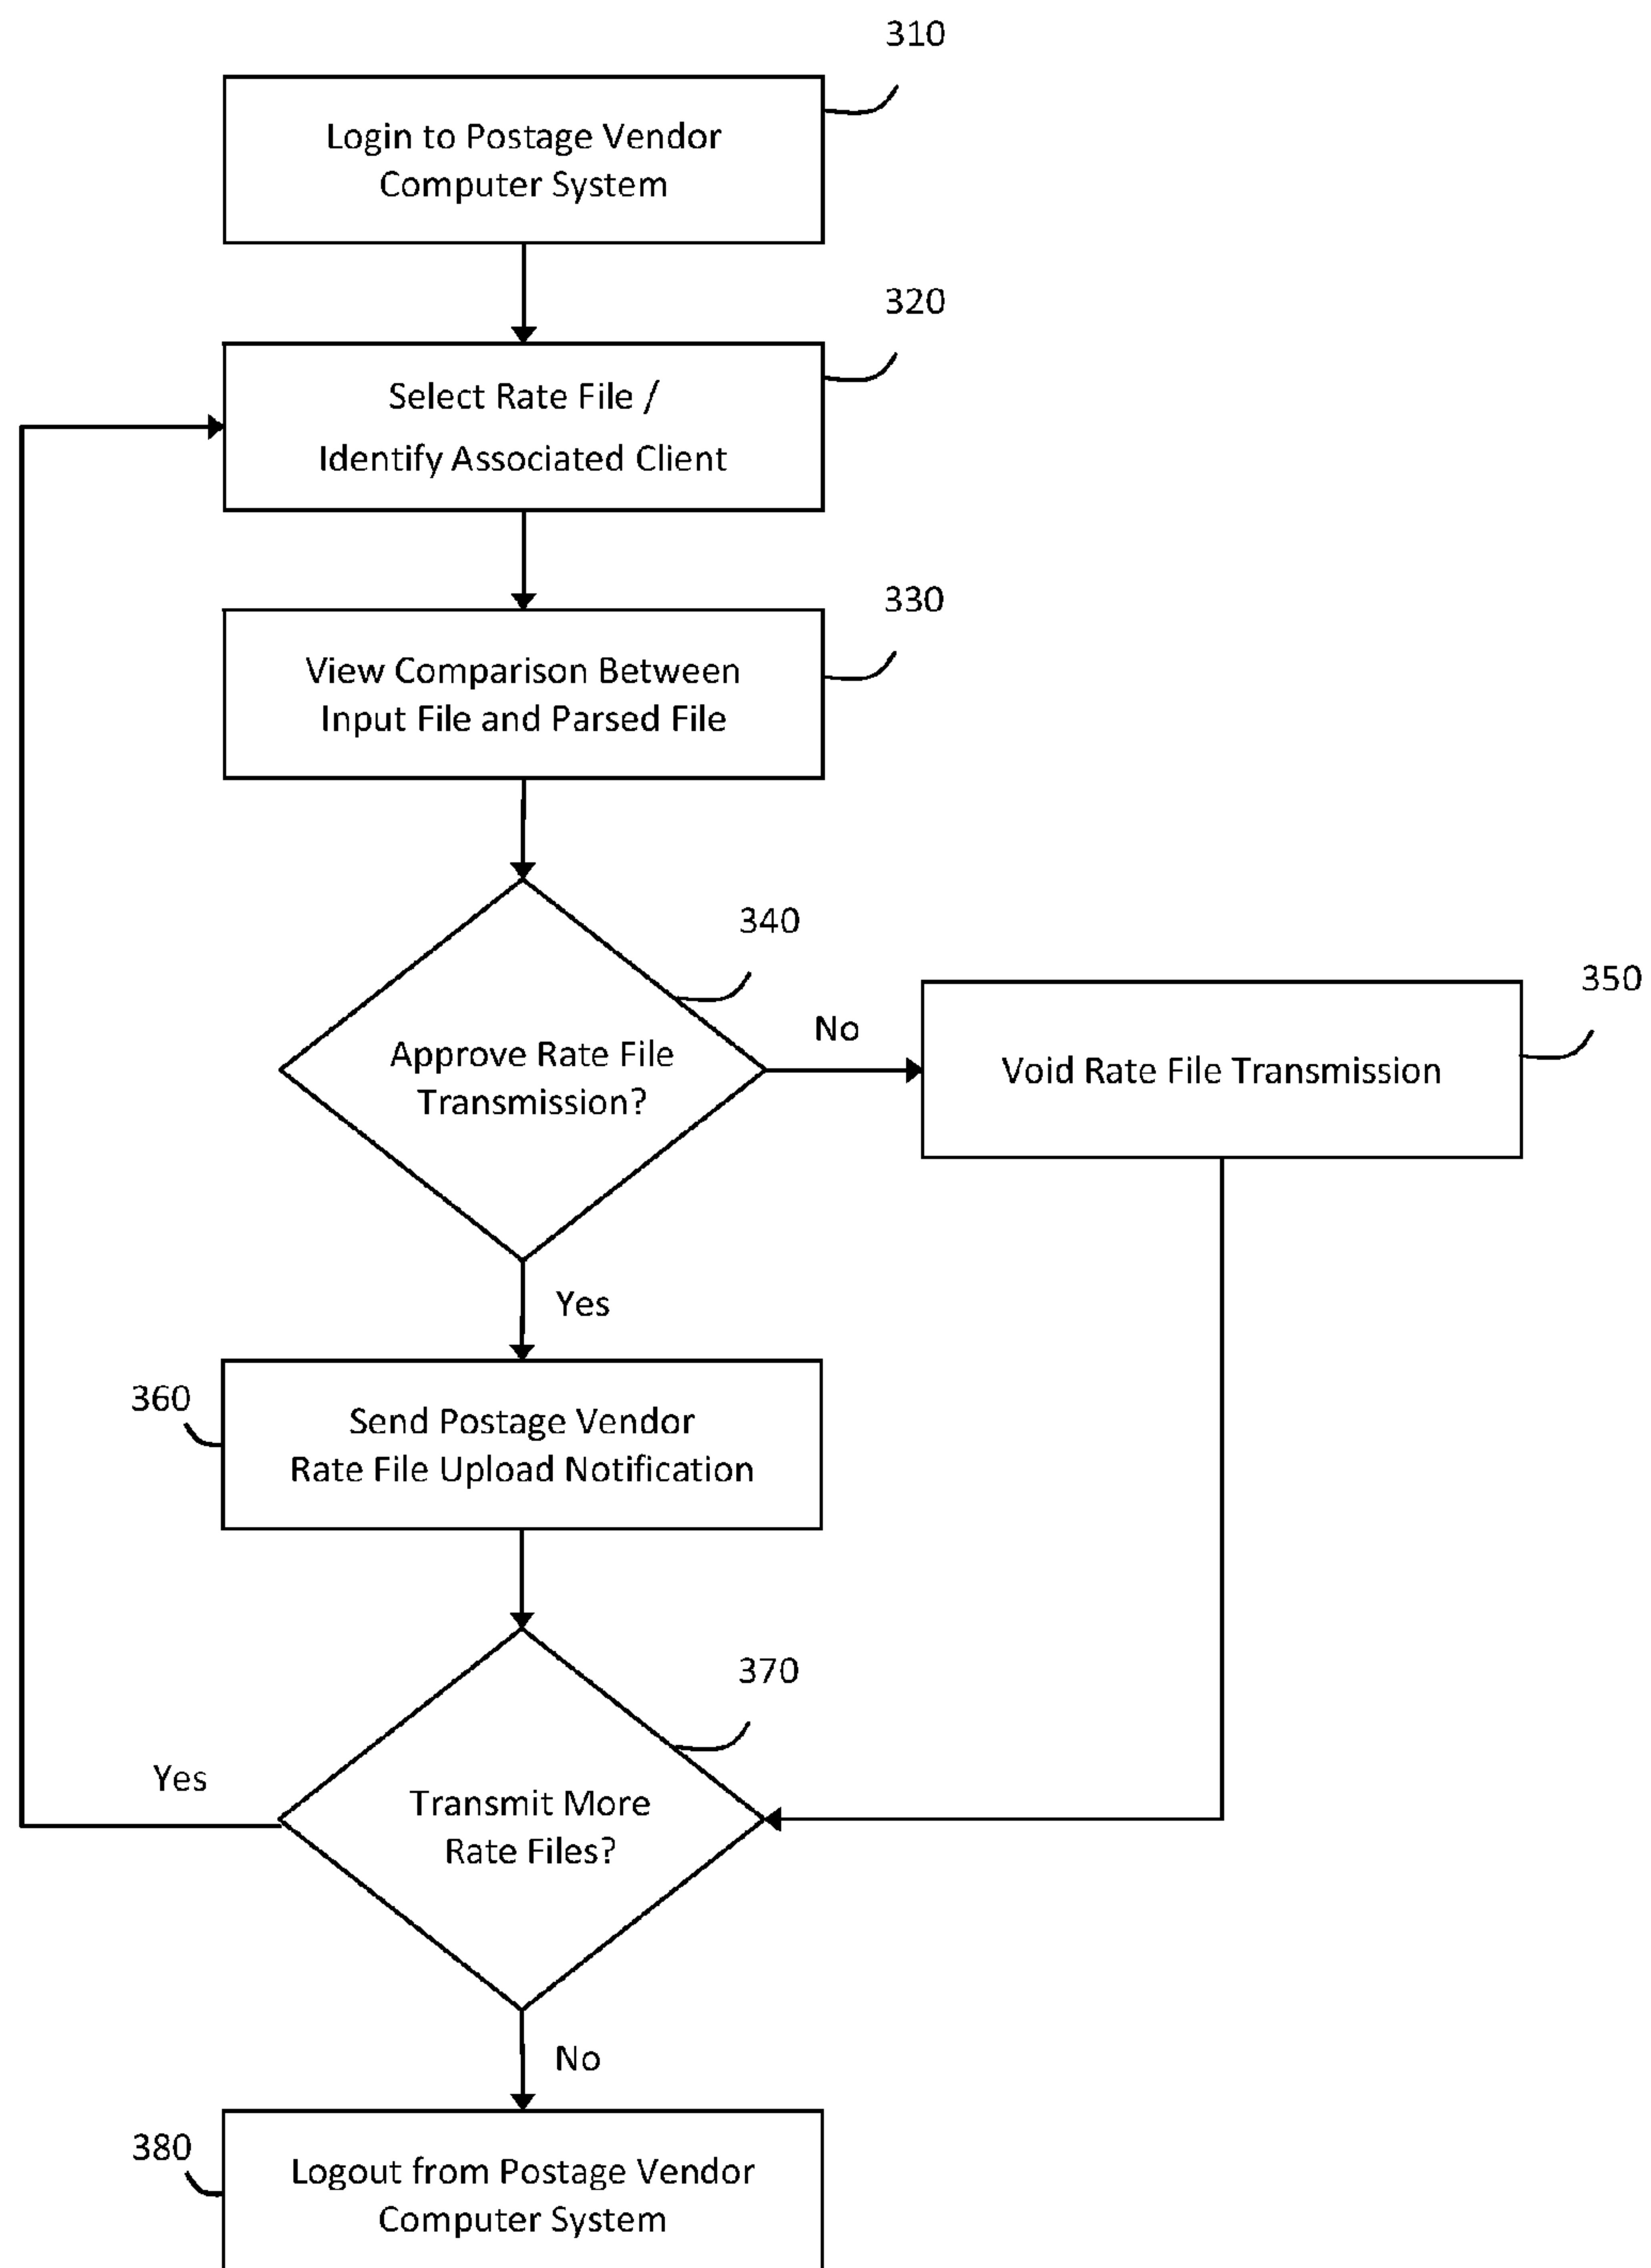 310
Login to Postage Vendor
Computer System
320
Select Rate File /
Identify Associated Client
330
View Comparison Between
Input File and Parsed File
340
Approve Rate File
Transmission?
No
350
Void Rate File Transmission
Yes
360
Send Postage Vendor
Rate File Upload Notification
370
Yes
Transmit More
Rate Files?
No
380
Logout from Postage Vendor
Computer System